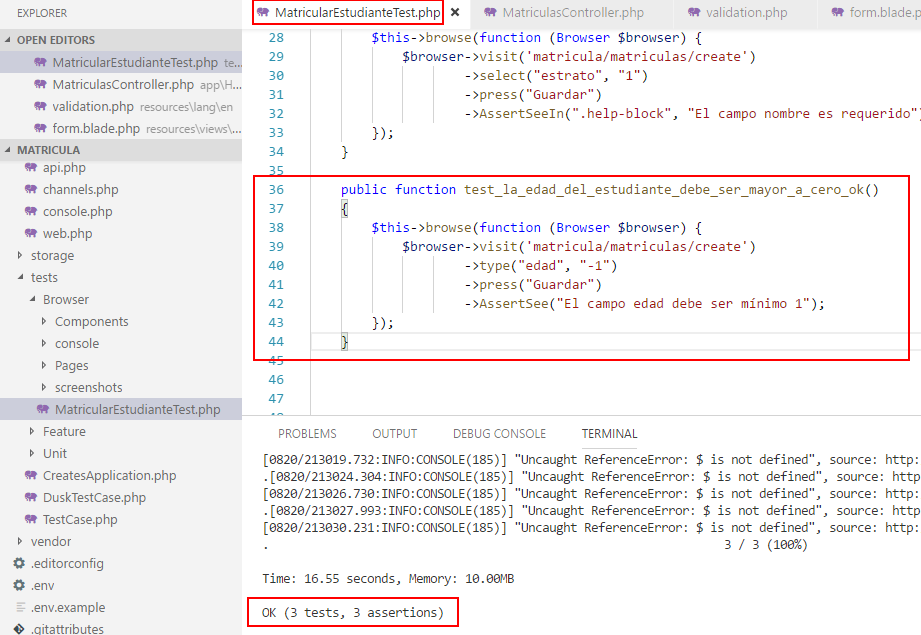 EXPLORER
OPEN EDITORS
MatricularEstudianteTest.php te...
MatriculasController.php app\H...
validation.php resources\lang\en
form.blade.php resources\views\...
MATRICULA
api.php
channels.php
console.php
web.php
storage
tests
Browser
Components
console
Pages
screenshots
MatricularEstudianteTest.php
Feature
Unit
CreatesApplication.php
DuskTestCase.php
TestCase.php
vendor
.editorconfig
.env
.env.example
.gitattributes
MatricularEstudianteTest.php
MatriculasController.php
validation.php
form.blade.p
28 $this->browse(function (Browser $browser) {
29 $browser->visit('matricula/matriculas/create')
30 ->select("estrato", "1")
31 ->press("Guardar")
32 ->AssertSeeIn(".help-block", "El campo nombre es requerido")
33 });
34 }
35
36 public function test_la_edad_del_estudiante_debe_ser_mayor_a_cero_ok()
37 {
38 $this->browse(function (Browser $browser) {
39 $browser->visit('matricula/matriculas/create')
40 ->type("edad", "-1")
41 ->press("Guardar")
42 ->AssertSee("El campo edad debe ser mínimo 1");
43 });
44 }
45
46
47
PROBLEMS OUTPUT DEBUG CONSOLE TERMINAL
[0820/213019.732:INFO:CONSOLE(185)] "Uncaught ReferenceError: $ is not defined", source: http:
.[0820/213024.304:INFO:CONSOLE(185)] "Uncaught ReferenceError: $ is not defined", source: http
[0820/213026.730:INFO:CONSOLE(185)] "Uncaught ReferenceError: $ is not defined", source: http:
.[0820/213027.993:INFO:CONSOLE(185)] "Uncaught ReferenceError: $ is not defined", source: http
[0820/213030.231:INFO:CONSOLE(185)] "Uncaught ReferenceError: $ is not defined", source: http:
. 3 / 3 (100%)
Time: 16.55 seconds, Memory: 10.00MB
OK (3 tests, 3 assertions)